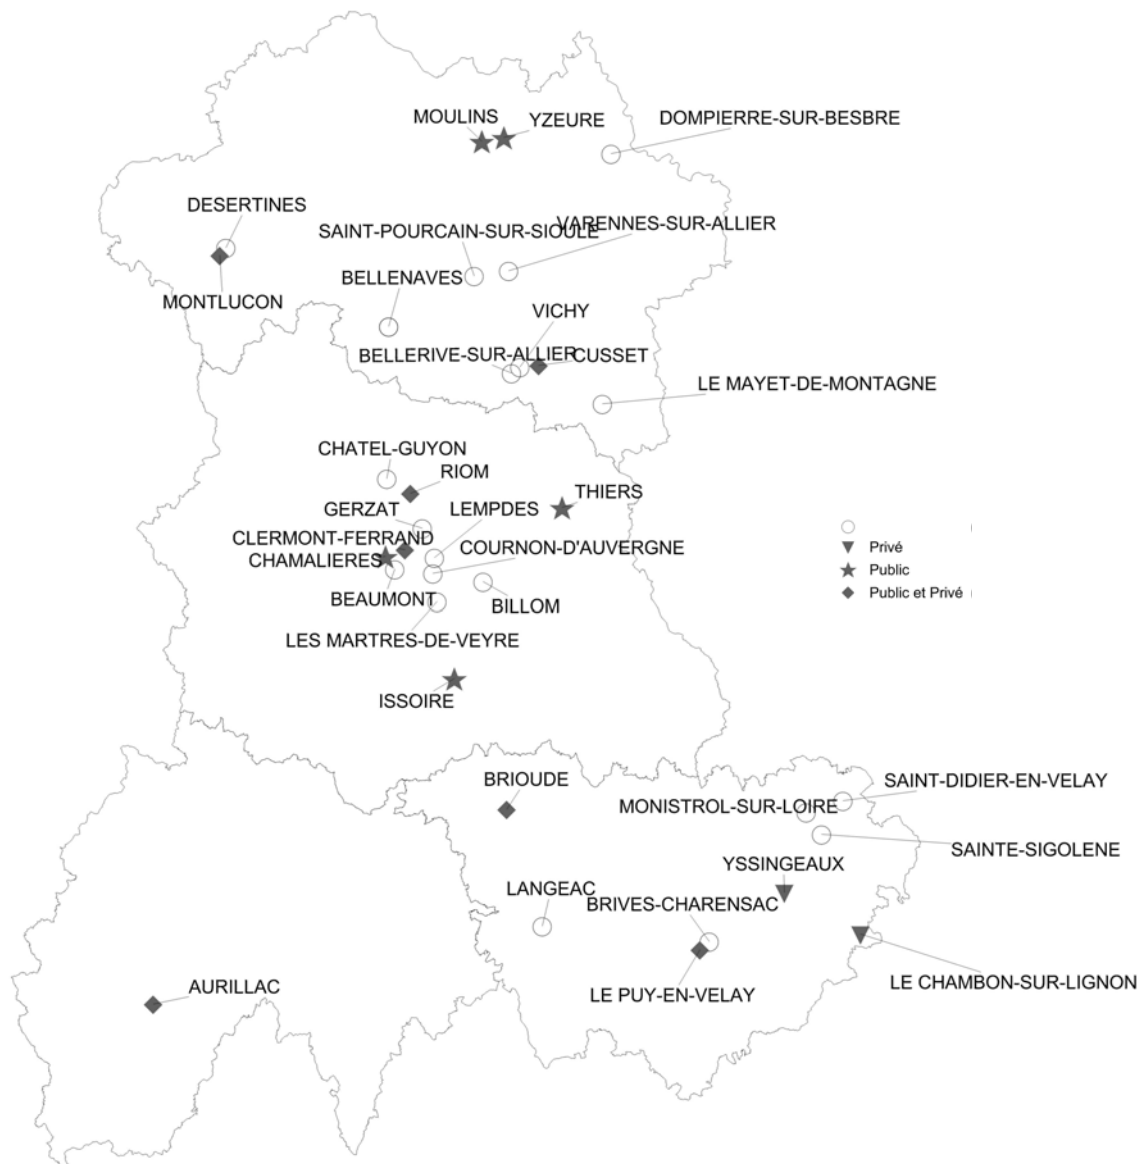 MOULINS
YZEURE
DOMPIERRE-SUR-BESBRE
DESERTINES
SAINT-POURCAIN-SUR-SIOULE
VARENNES-SUR-ALLIER
BELLENAVES
MONTLUCON
VICHY
BELLERIVE-SUR-ALLIER
CUSSET
LE MAYET-DE-MONTAGNE
CHATEL-GUYON
RIOM
THIERS
GERZAT
LEMPDES
CLERMONT-FERRAND
COURNON-D'AUVERGNE
CHAMALIERES
BEAUMONT
BILLOM
LES MARTRES-DE-VEYRE
ISSOIRE
Privé
Public
Public et Privé
BRIOUDE
SAINT-DIDIER-EN-VELAY
MONISTROL-SUR-LOIRE
SAINTE-SIGOLENE
YSSINGEAUX
LANGEAC
BRIVES-CHARENSAC
LE CHAMBON-SUR-LIGNON
LE PUY-EN-VELAY
AURILLAC